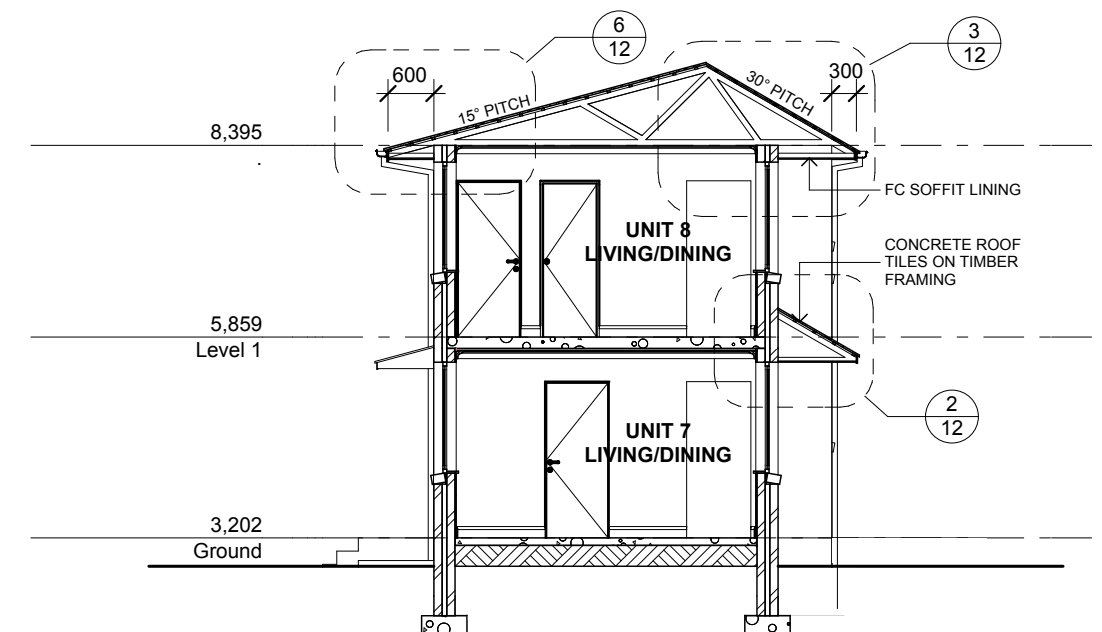 6
12
3
12
600
300
15° PITCH
30° PITCH
8,395
FC SOFFIT LINING
UNIT 8
LIVING/DINING
CONCRETE ROOF
TILES ON TIMBER
FRAMING
5,859
Level 1
2
12
UNIT 7
LIVING/DINING
3,202
Ground